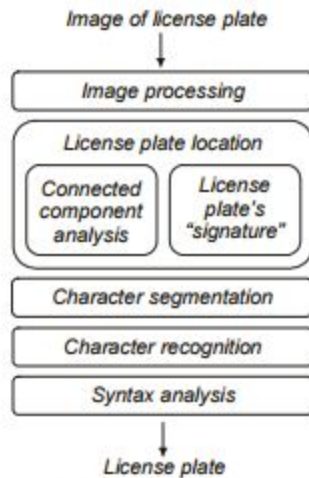 Image of license plate
Image processing
License plate location
Connected
component
analysis
License
plate's
"signature"
Character segmentation
Character recognition
Syntax analysis
License plate